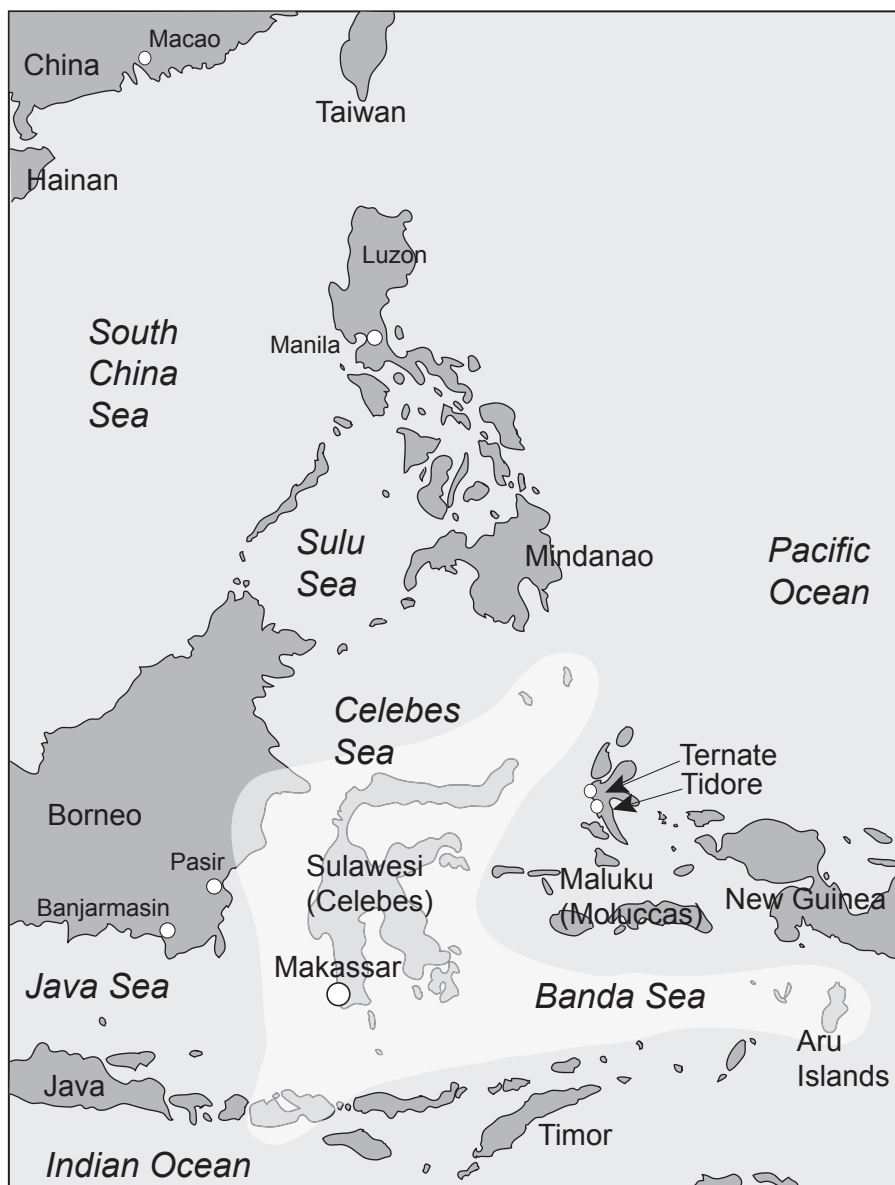 Macao
China
Taiwan
Hainan
Luzon
South
China
Sea
Manila
Sulu
Sea
Mindanao
Pacific
Ocean
Celebes
Sea
Ternate
Tidore
Borneo
Pasir
Sulawesi
(Celebes)
Maluku
(Moluccas)
New Guinea
Banjarmasin
Makassar
Java Sea
Banda Sea
Aru
Islands
Java
Timor
Indian Ocean